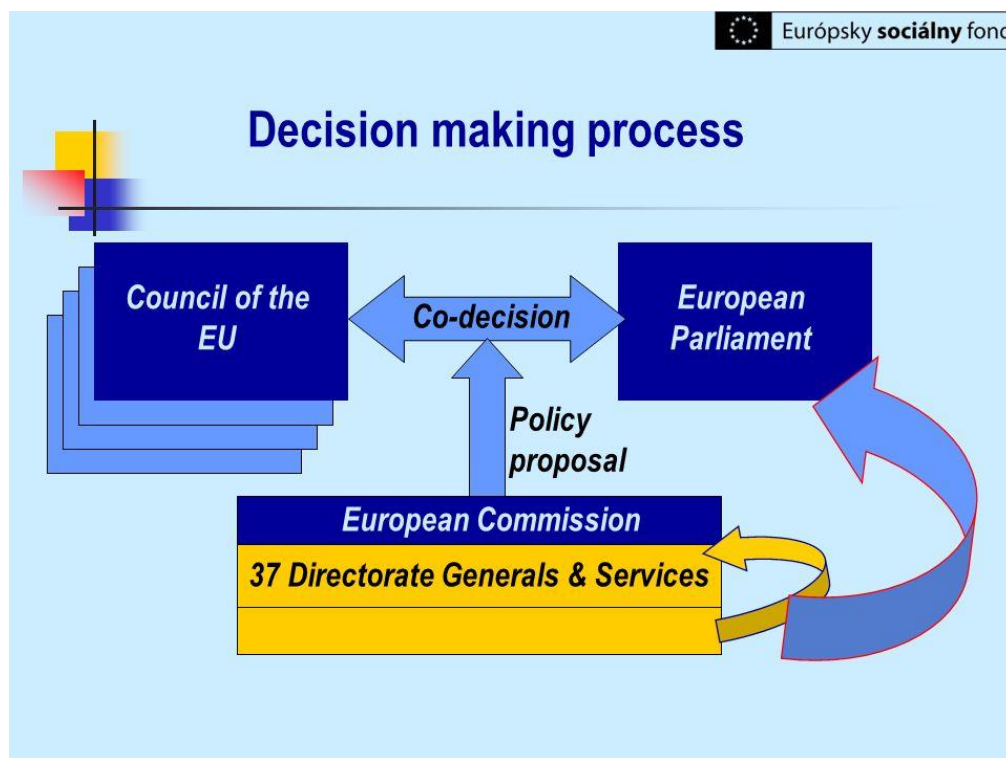 Európsky sociálny fond
Decision making process
Council of the
EU
Co-decision
European
Parliament
Policy
proposal
European Commission
37 Directorate Generals & Services